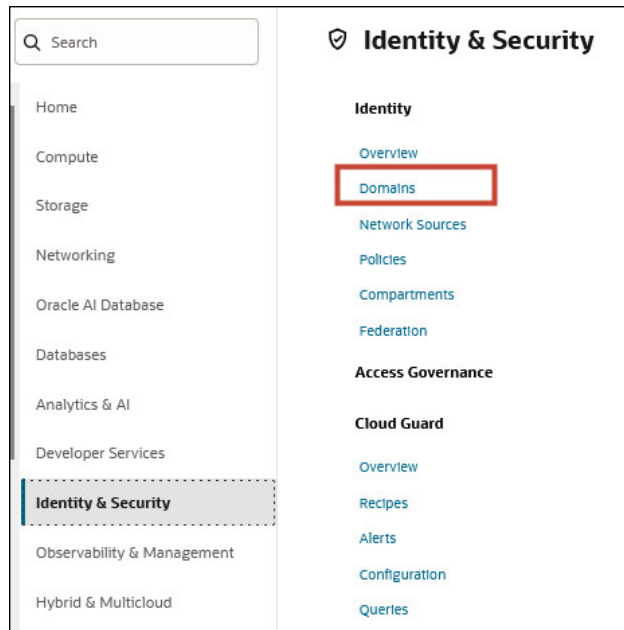 Search
Home
Compute
Storage
Networking
Oracle AI Database
Databases
Analytics & AI
Developer Services
Identity & Security
Observability & Management
Hybrid & Multicloud
Identity & Security
Identity
Overview
Domains
Network Sources
Policies
Compartments
Federation
Access Governance
Cloud Guard
Overview
Recipes
Alerts
Configuration
Queries